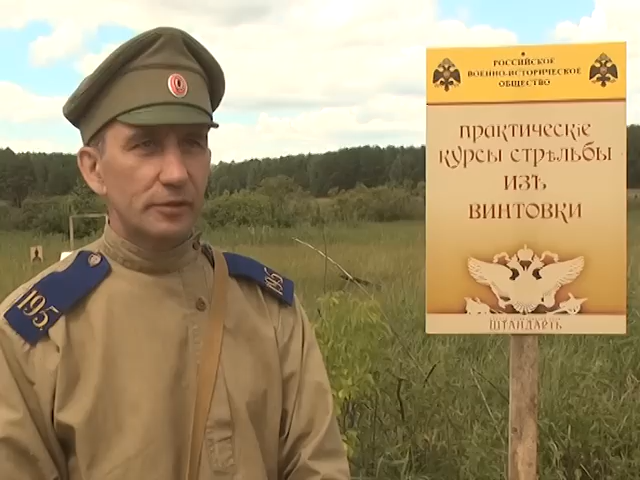 РОССИЙСКОЕ
ВОЕННО-ИСТОРИЧЕСКОЕ
ОБЩЕСТВО
практическіе
курсы стрѣльбы
изъ
винтовки
ШТАНДАРТЪ
195.
195.